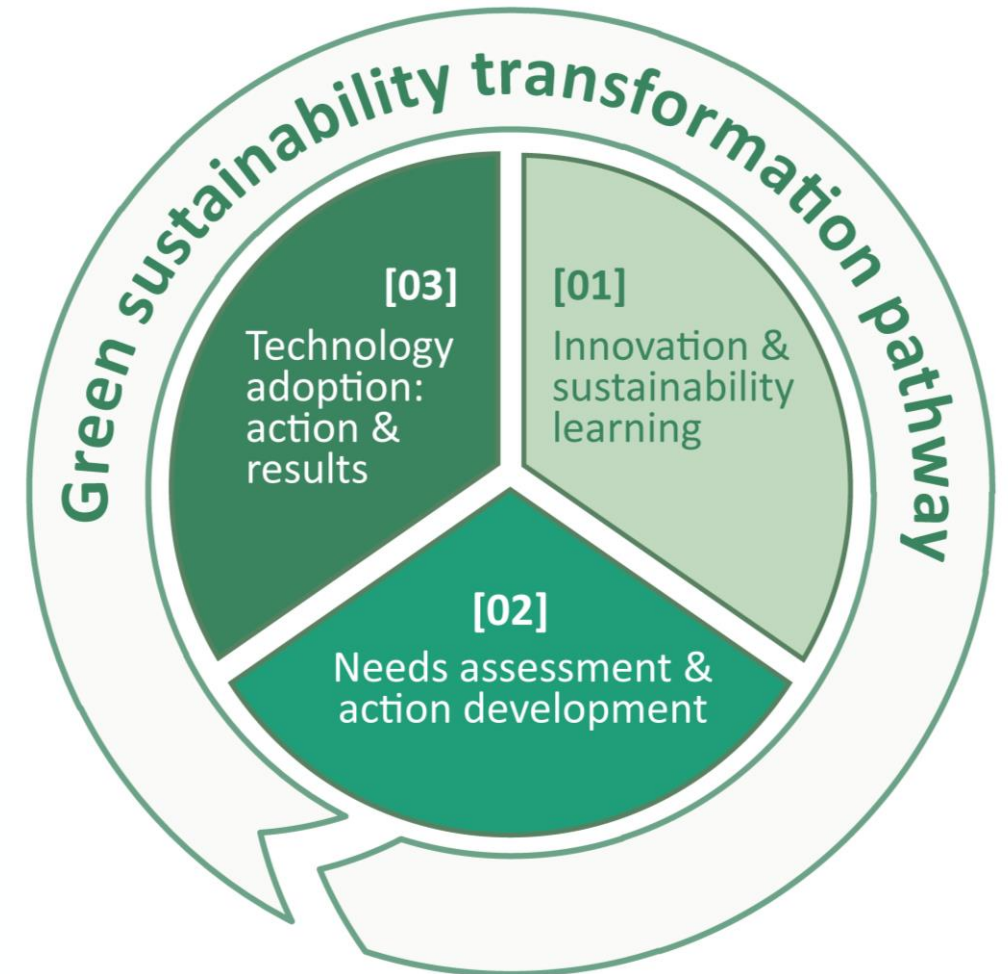 Green sustainability transformation pathway
[01]
Innovation &
sustainability
learning
[02]
Needs assessment &
action development
[03]
Technology
adoption:
action &
results